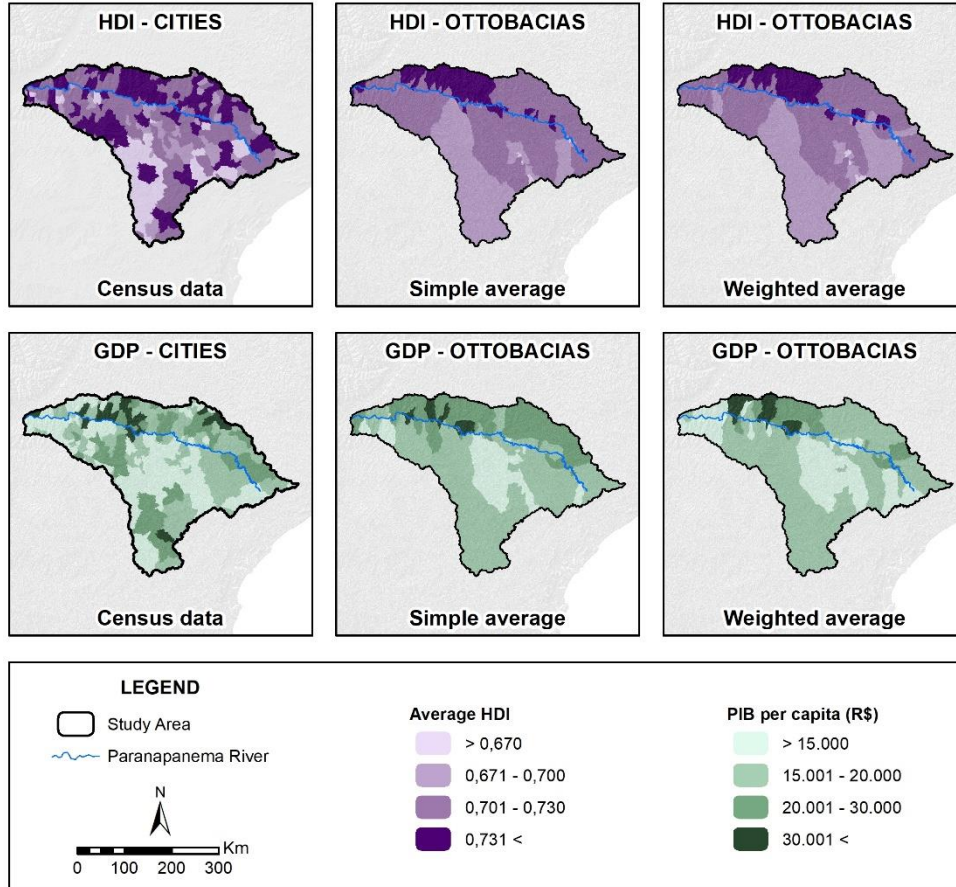 HDI - CITIES
Census data
HDI - OTTOBACIAS
Simple average
HDI - OTTOBACIAS
Weighted average
GDP - CITIES
Census data
GDP - OTTOBACIAS
Simple average
GDP - OTTOBACIAS
Weighted average
LEGEND
Study Area
Paranapanema River
N
Km
0 100 200 300
Average HDI
> 0,670
0,671 - 0,700
0,701 - 0,730
0,731 <
PIB per capita (R$)
> 15.000
15.001 - 20.000
20.001 - 30.000
30.001 <